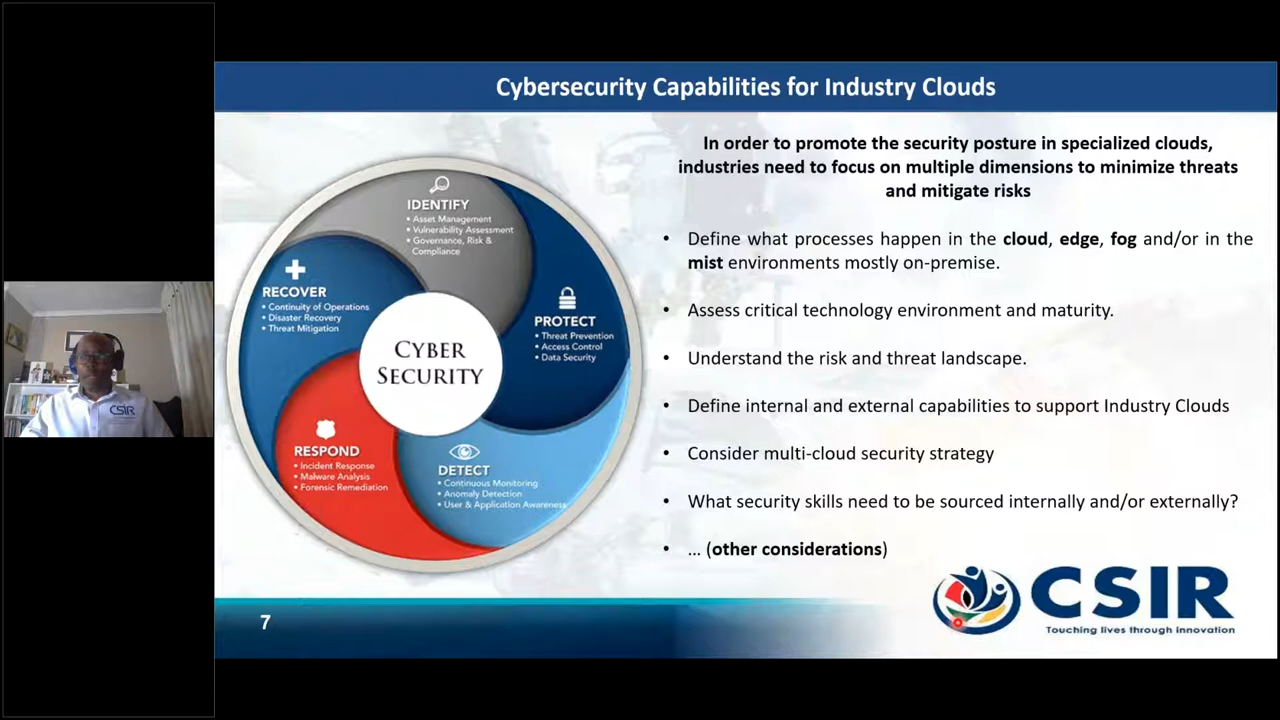 Cybersecurity Capabilities for Industry Clouds
IDENTIFY
• Asset Management
• Vulnerability Assessment
• Governance, Risk &
Compliance
PROTECT
• Threat Prevention
• Access Control
• Data Security
DETECT
• Continuous Monitoring
• Anomaly Detection
• User & Application Awareness
RESPOND
• Incident Response
• Malware Analysis
• Forensic Remediation
RECOVER
• Continuity of Operations
• Disaster Recovery
• Threat Mitigation
CYBER
SECURITY
In order to promote the security posture in specialized clouds,
industries need to focus on multiple dimensions to minimize threats
and mitigate risks
• Define what processes happen in the cloud, edge, fog and/or in the
mist environments mostly on-premise.
• Assess critical technology environment and maturity.
• Understand the risk and threat landscape.
• Define internal and external capabilities to support Industry Clouds
• Consider multi-cloud security strategy
• What security skills need to be sourced internally and/or externally?
• ... (other considerations)
CSIR
Touching lives through innovation
7
CSIR